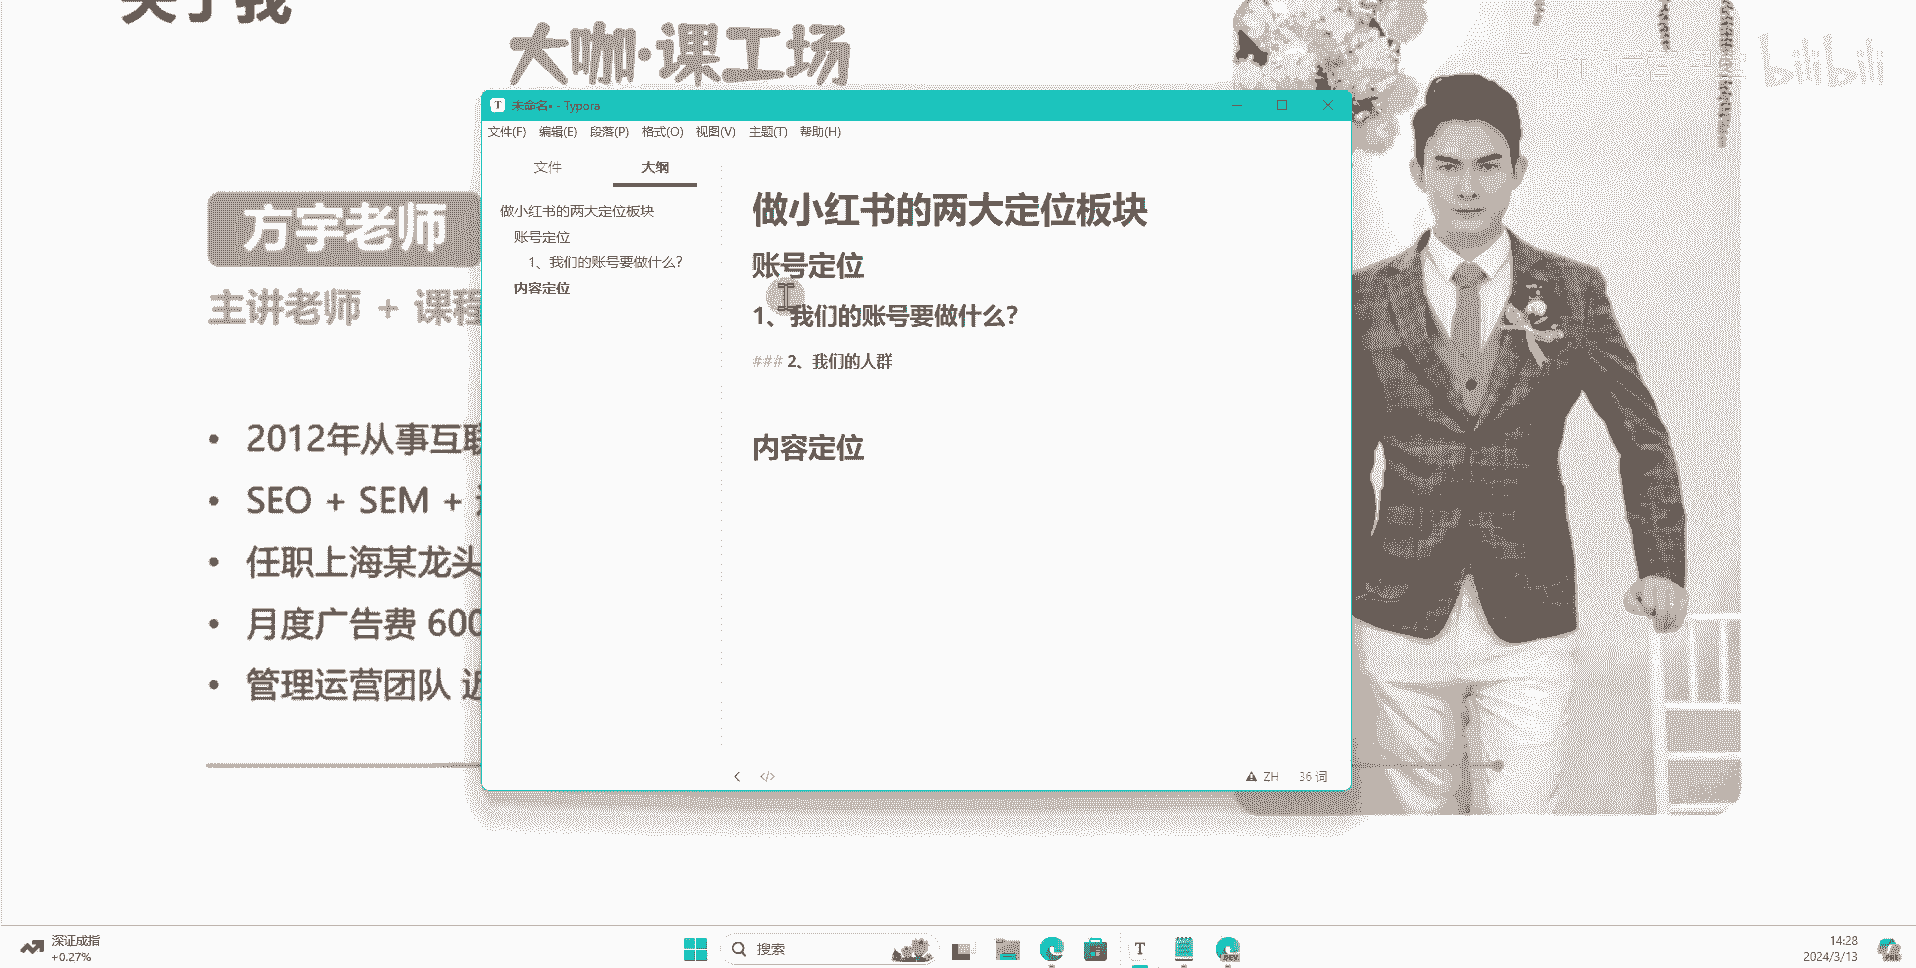 关于我
大咖·课工场
bilibili
方宇老师
主讲老师 + 课程
2012年从事互联
SEO + SEM +
任职上海某龙头
月度广告费 600
管理运营团队 近
未命名• - Typora
文件(F) 编辑(E) 段落(P) 格式(O) 视图(V) 主题(T) 帮助(H)
文件 大纲
做小红书的两大定位板块
账号定位
1、我们的账号要做什么?
内容定位
做小红书的两大定位板块
账号定位
1、我们的账号要做什么?
### 2、我们的人群
内容定位
ZH 36 词
深证成指
+0.27%
搜索
14:28
2024/3/13